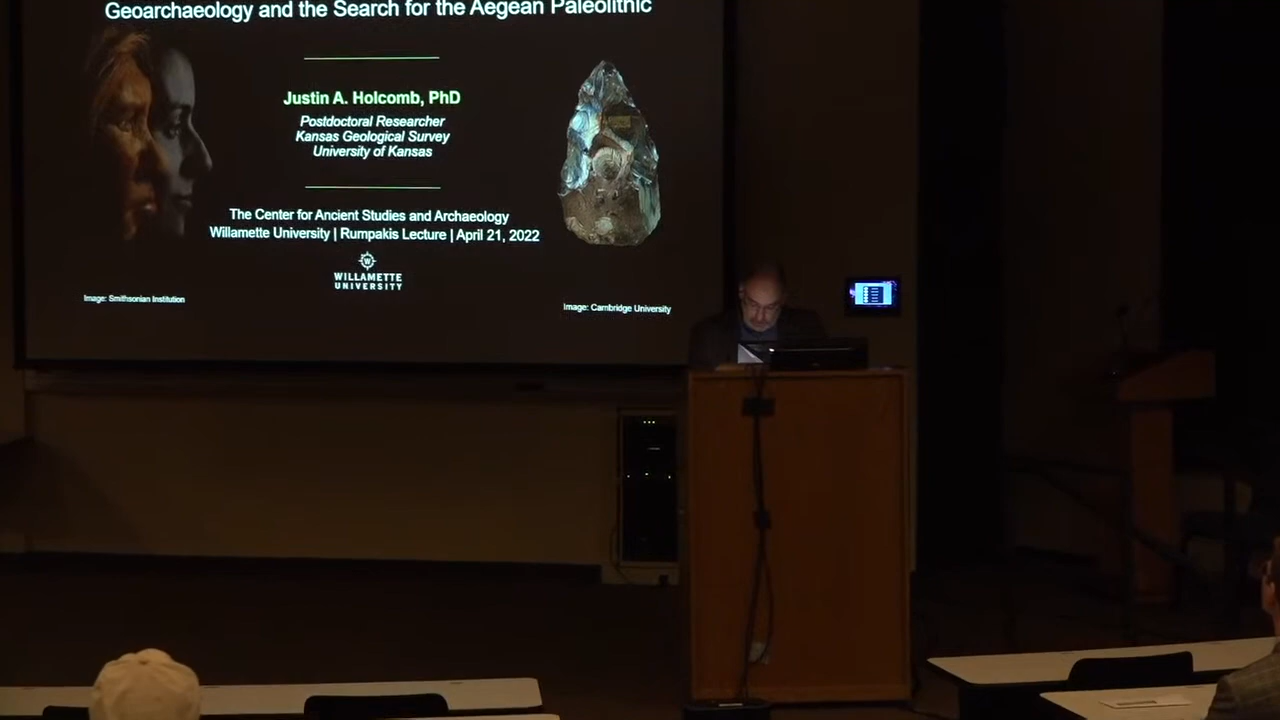 Geoarchaeology and the Search for the Aegean Paleolithic
Justin A. Holcomb, PhD
Postdoctoral Researcher
Kansas Geological Survey
University of Kansas
The Center for Ancient Studies and Archaeology
Willamette University | Rumpakis Lecture | April 21, 2022
W
WILLAMETTE
UNIVERSITY
Image: Smithsonian Institution
Image: Cambridge University